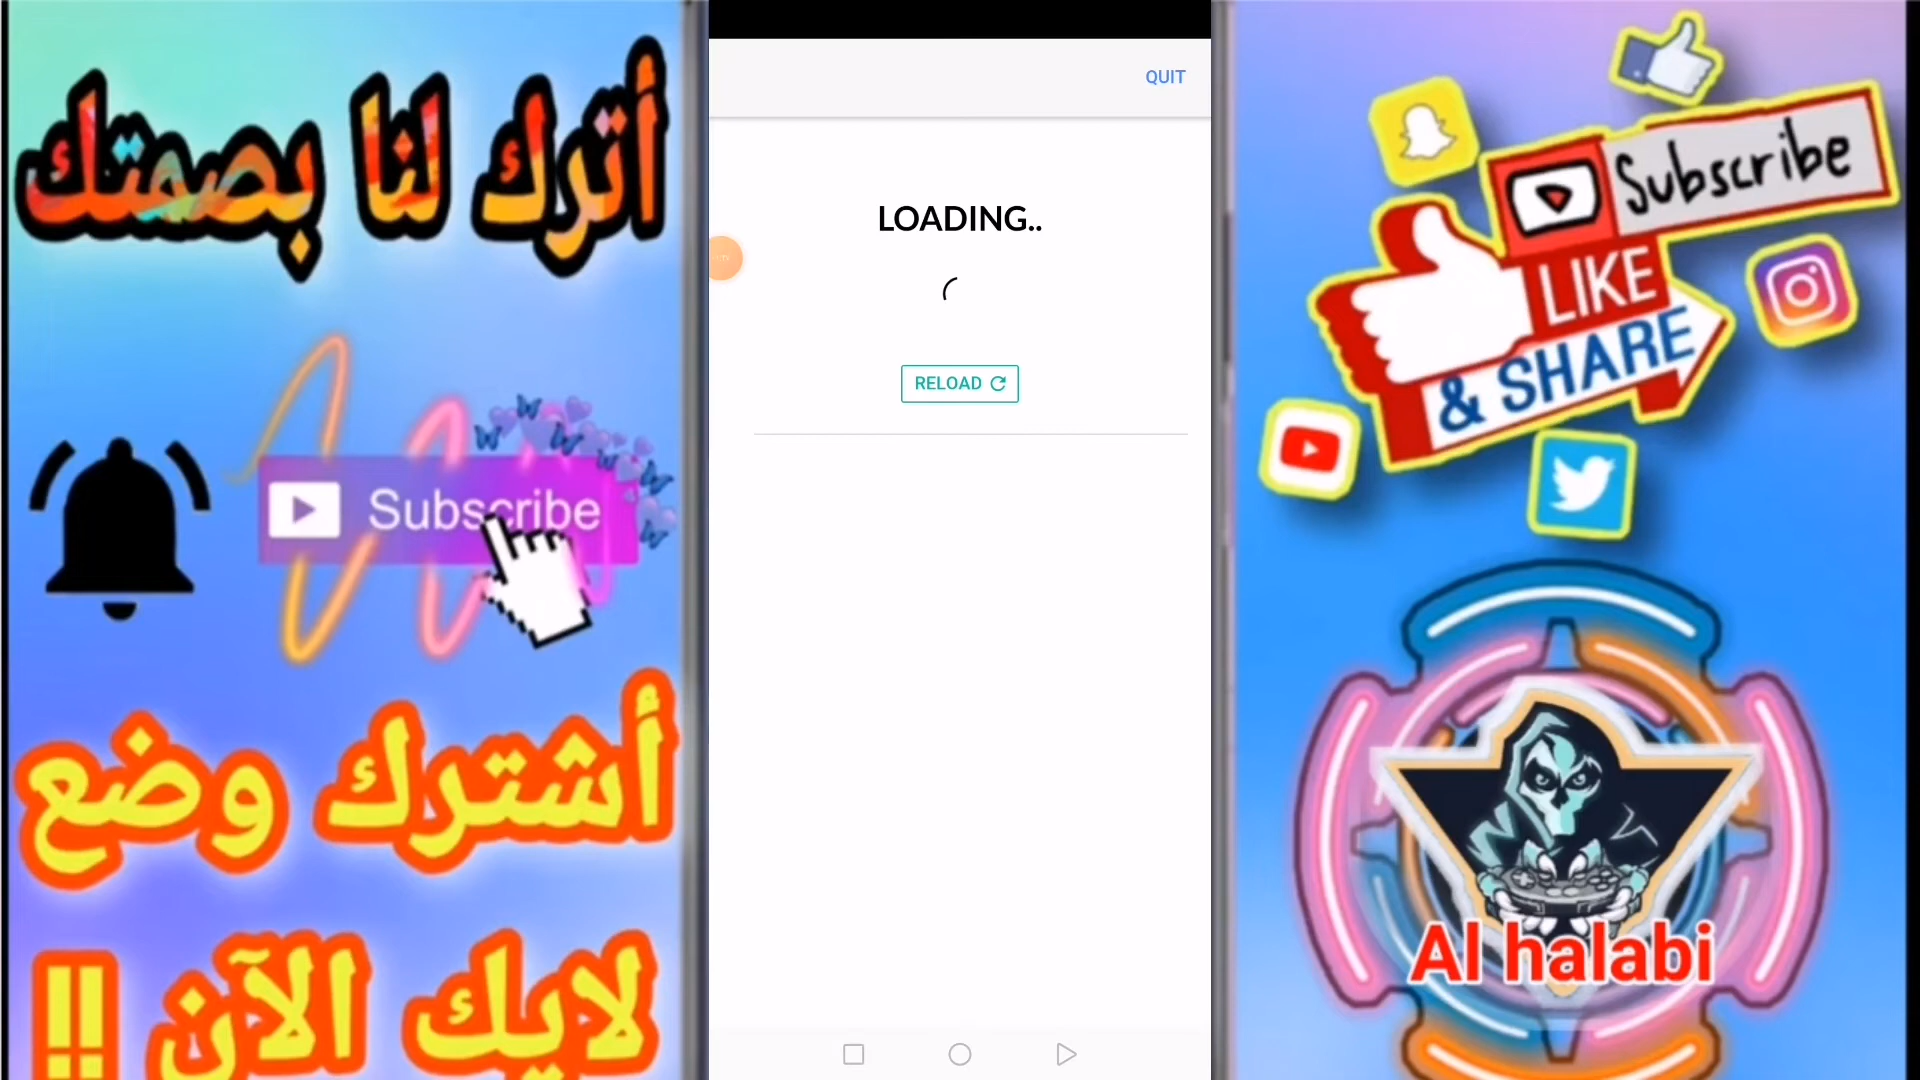 أترك لنا بصمتك
Subscribe
أشترك وضع
لايك الآن !!
QUIT
LOADING..
RELOAD
Subscribe
LIKE
& SHARE
Al halabi